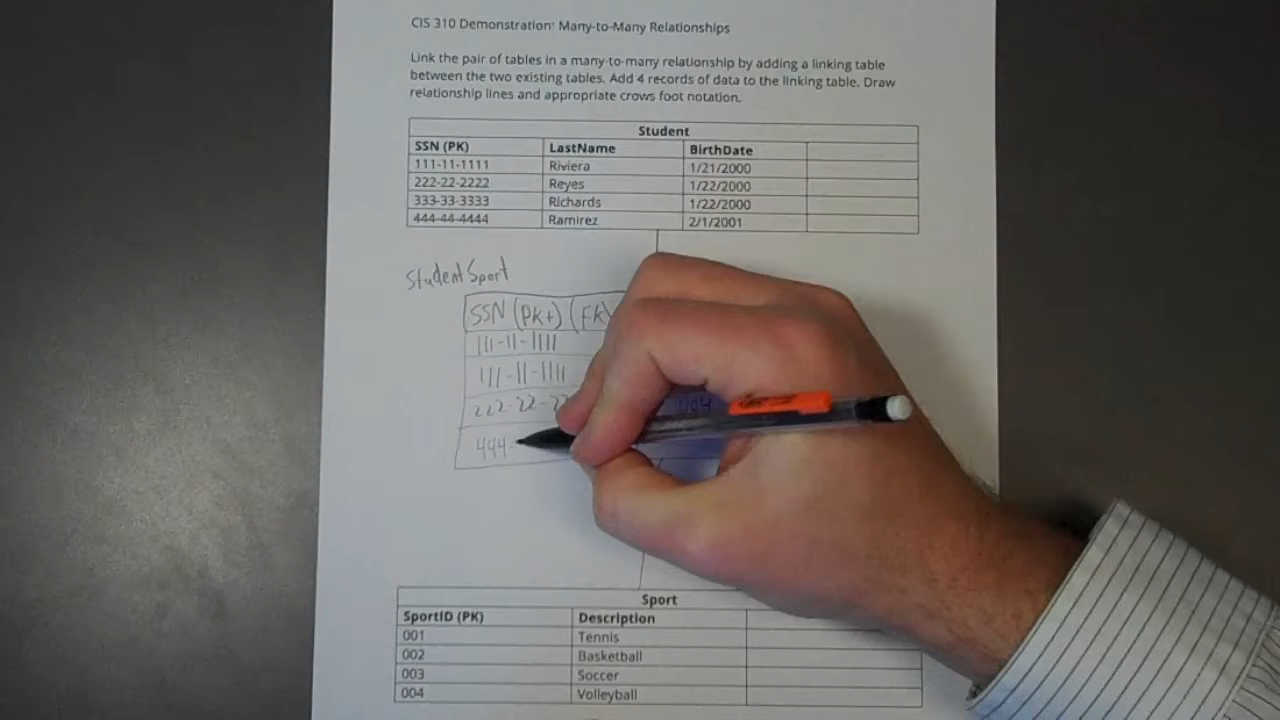 CIS 310 Demonstration: Many-to-Many Relationships
Link the pair of tables in a many-to-many relationship by adding a linking table
between the two existing tables. Add 4 records of data to the linking table. Draw
relationship lines and appropriate crows foot notation.
Student
SSN (PK) LastName BirthDate
111-11-1111 Riviera 1/21/2000
222-22-2222 Reyes 1/22/2000
333-33-3333 Richards 1/22/2000
444-44-4444 Ramirez 2/1/2001
StudentSport
SSN (PK+) (FK)
111-11-1111
111-11-1111
222-22-22
444-
Sport
SportID (PK) Description
001 Tennis
002 Basketball
003 Soccer
004 Volleyball